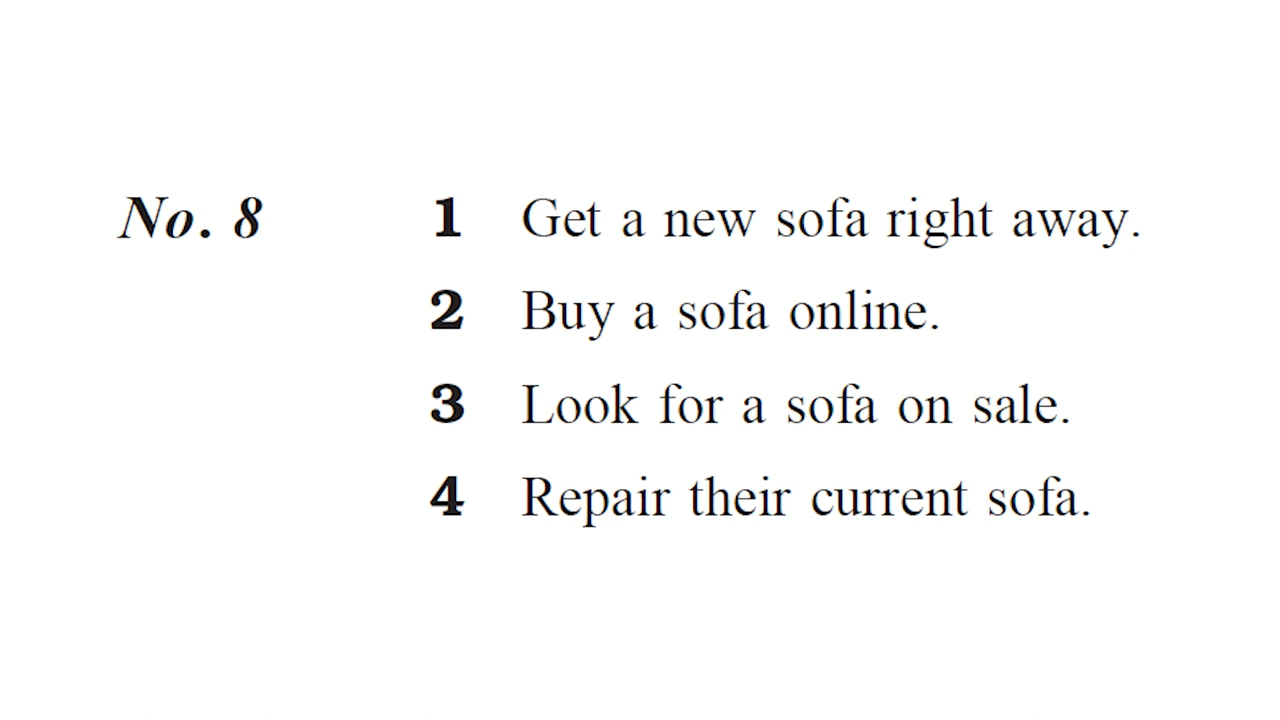 No. 8 1 Get a new sofa right away.
2 Buy a sofa online.
3 Look for a sofa on sale.
4 Repair their current sofa.